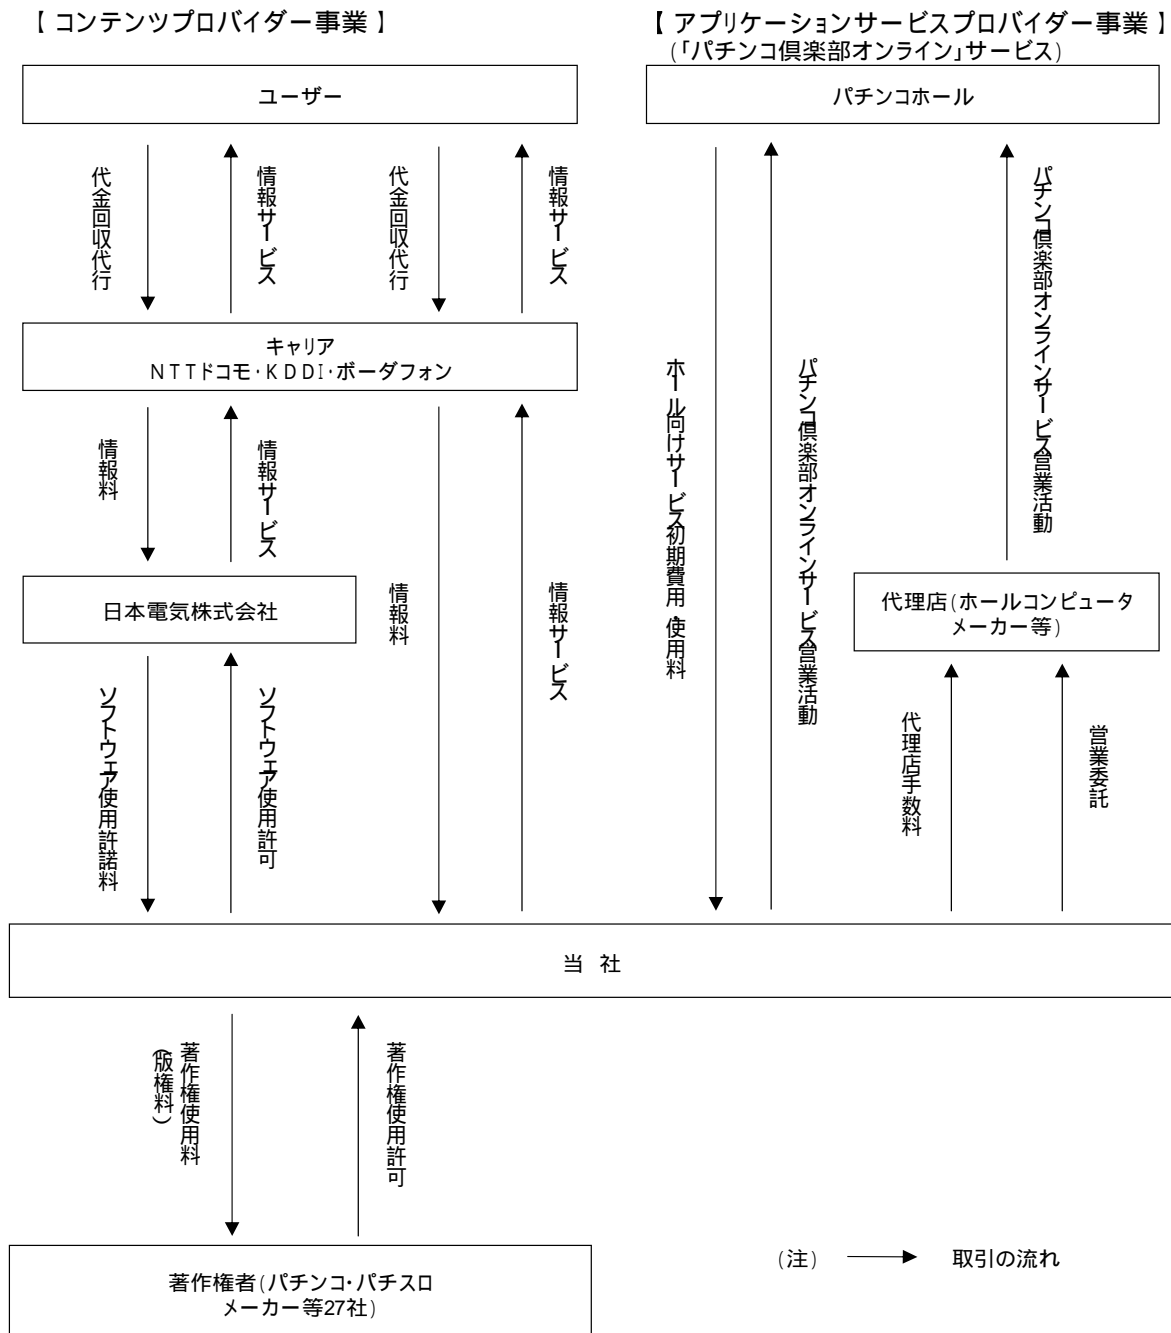 【 コンテンツプロバイダー事業 】
【 アプリケーションサービスプロバイダー事業 】
(「パチンコ倶楽部オンライン」サービス)
ユーザー
パチンコホール
代金回収代行
情報サービス
代金回収代行
情報サービス
キャリア
NTTドコモ・KDDI・ボーダフォン
情報料
情報サービス
日本電気株式会社
ソフトウェア使用許諾料
ソフトウェア使用許可
情報料
情報サービス
ホール向けサービス初期費用・使用料
パチンコ倶楽部オンラインサービス営業活動
パチンコ倶楽部オンラインサービス営業活動
代理店(ホールコンピュータ
メーカー等)
代理店手数料
営業委託
当 社
著作権使用料
(版権料)
著作権使用許可
著作権者(パチンコ・パチスロ
メーカー等27社)
(注) 取引の流れ